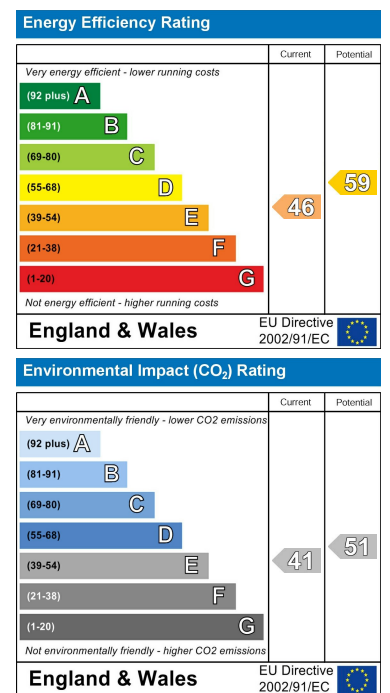 Energy Efficiency Rating
Current Potential
Very energy efficient - lower running costs
(92 plus) A
(81-91) B
(69-80) C
(55-68) D
(39-54) E
(21-38) F
(1-20) G
46
59
Not energy efficient - higher running costs
England & Wales
EU Directive
2002/91/EC
Environmental Impact (CO₂) Rating
Current Potential
Very environmentally friendly - lower CO2 emissions
(92 plus) A
(81-91) B
(69-80) C
(55-68) D
(39-54) E
(21-38) F
(1-20) G
41
51
Not environmentally friendly - higher CO2 emissions
England & Wales
EU Directive
2002/91/EC